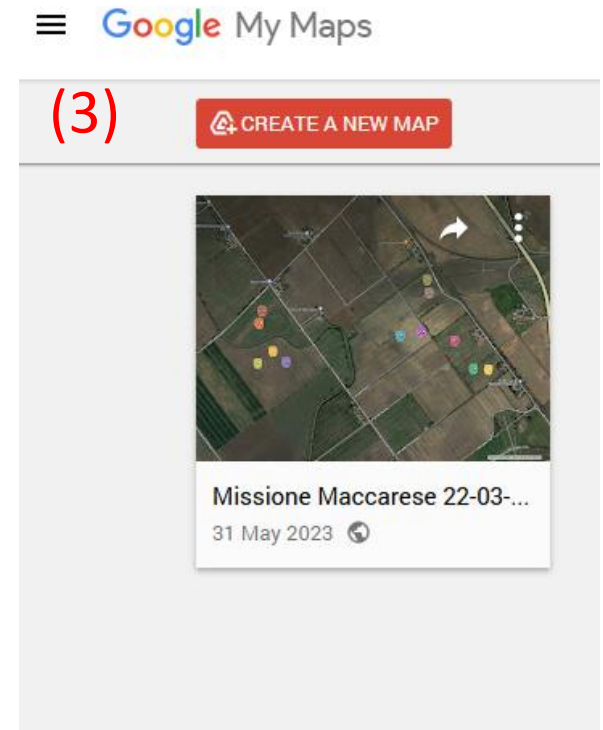 Google My Maps
(3)
CREATE A NEW MAP
Missione Maccarese 22-03-...
31 May 2023